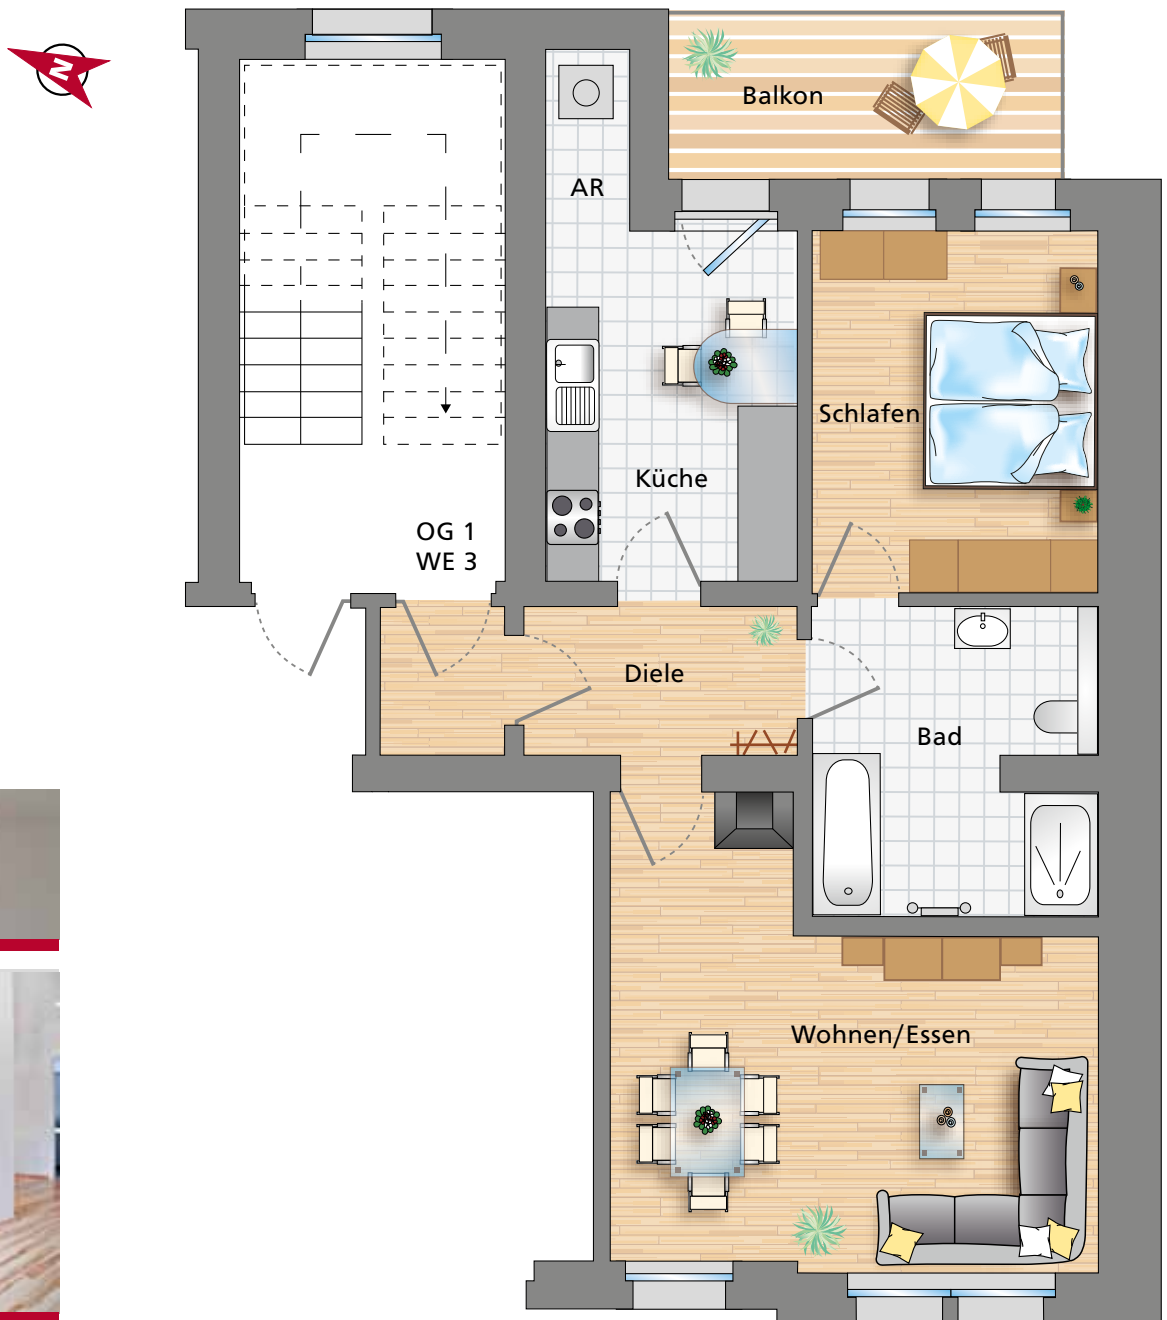 N
Balkon
AR
Schlafen
Küche
OG 1
WE 3
Diele
Bad
Wohnen/Essen